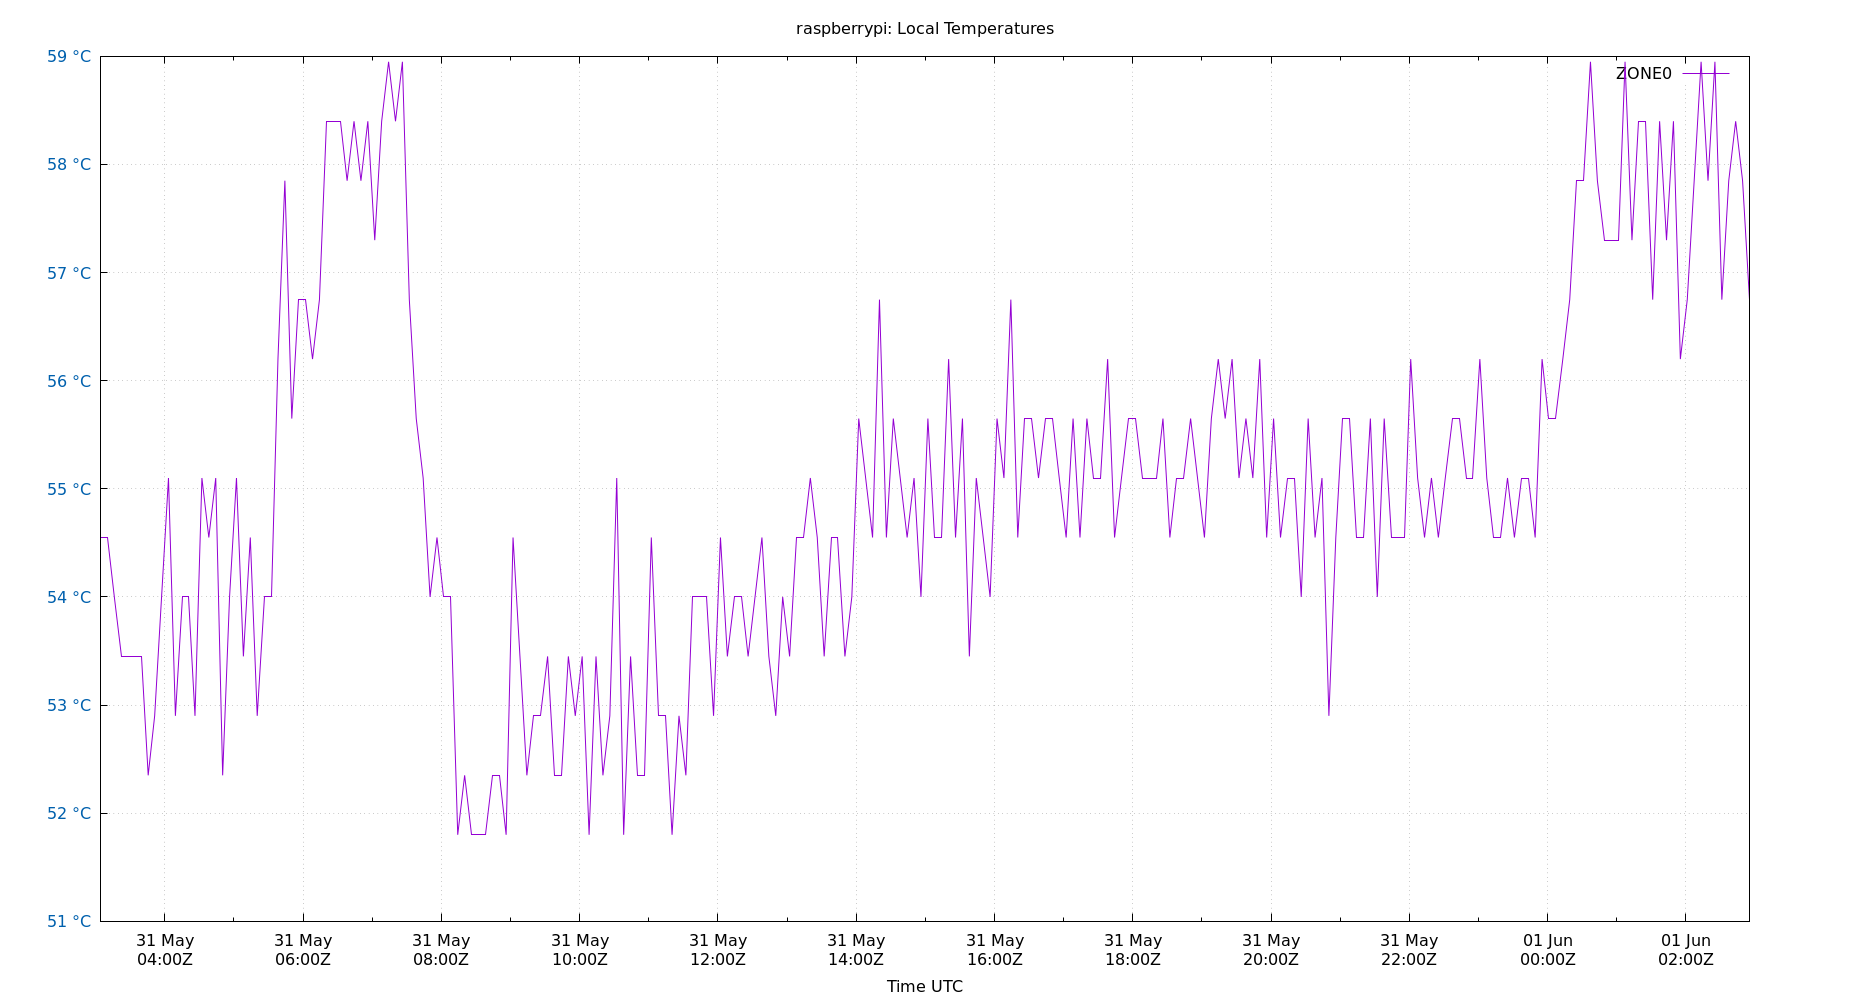 raspberrypi: Local Temperatures
59 °C
ZONE0
58 °C
57 °C
56 °C
55 °C
54 °C
53 °C
52 °C
51 °C
31 May 31 May 31 May 31 May 31 May 31 May 31 May 31 May 31 May 31 May 01 Jun 01 Jun
04:00Z 06:00Z 08:00Z 10:00Z 12:00Z 14:00Z 16:00Z 18:00Z 20:00Z 22:00Z 00:00Z 02:00Z
Time UTC